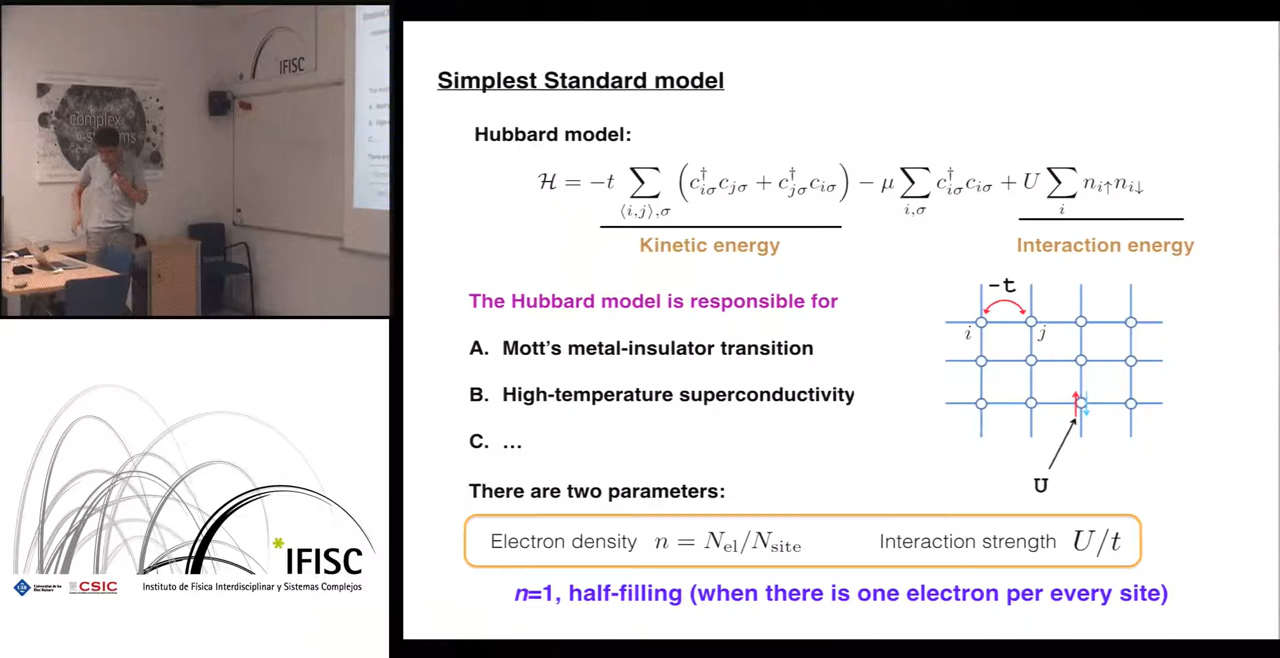 IFISC
complex
systems
Simplest Standard model
Hubbard model:
ℋ = −t ∑⟨i,j⟩,σ (c†iσ cjσ + c†jσ ciσ) − μ ∑i,σ c†iσ ciσ + U ∑i ni↑ni↓
Kinetic energy
Interaction energy
The Hubbard model is responsible for
A. Mott’s metal-insulator transition
B. High-temperature superconductivity
C. ...
−t
i
j
U
There are two parameters:
Electron density n = Nel/Nsite
Interaction strength U/t
n=1, half-filling (when there is one electron per every site)
*IFISC
CSIC
Instituto de Física Interdisciplinar y Sistemas Complejos